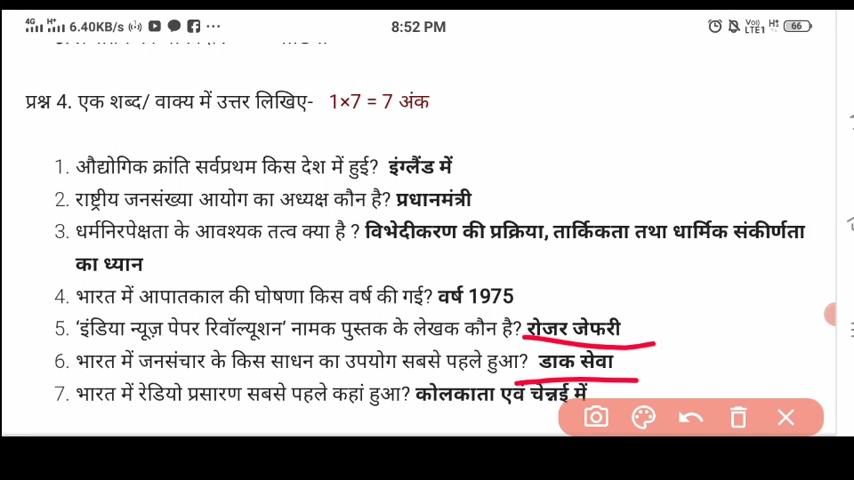 4G H+ 6.40KB/s ... 8:52 PM Vo) LTE1 H+ 66
प्रश्न 4. एक शब्द/ वाक्य में उत्तर लिखिए- 1×7 = 7 अंक
1. औद्योगिक क्रांति सर्वप्रथम किस देश में हुई? इंग्लैंड में
2. राष्ट्रीय जनसंख्या आयोग का अध्यक्ष कौन है? प्रधानमंत्री
3. धर्मनिरपेक्षता के आवश्यक तत्व क्या है ? विभेदीकरण की प्रक्रिया, तार्किकता तथा धार्मिक संकीर्णता
का ध्यान
4. भारत में आपातकाल की घोषणा किस वर्ष की गई? वर्ष 1975
5. ‘इंडिया न्यूज़ पेपर रिवॉल्यूशन’ नामक पुस्तक के लेखक कौन है? रोजर जेफरी
6. भारत में जनसंचार के किस साधन का उपयोग सबसे पहले हुआ? डाक सेवा
7. भारत में रेडियो प्रसारण सबसे पहले कहां हुआ? कोलकाता एवं चेन्नई में